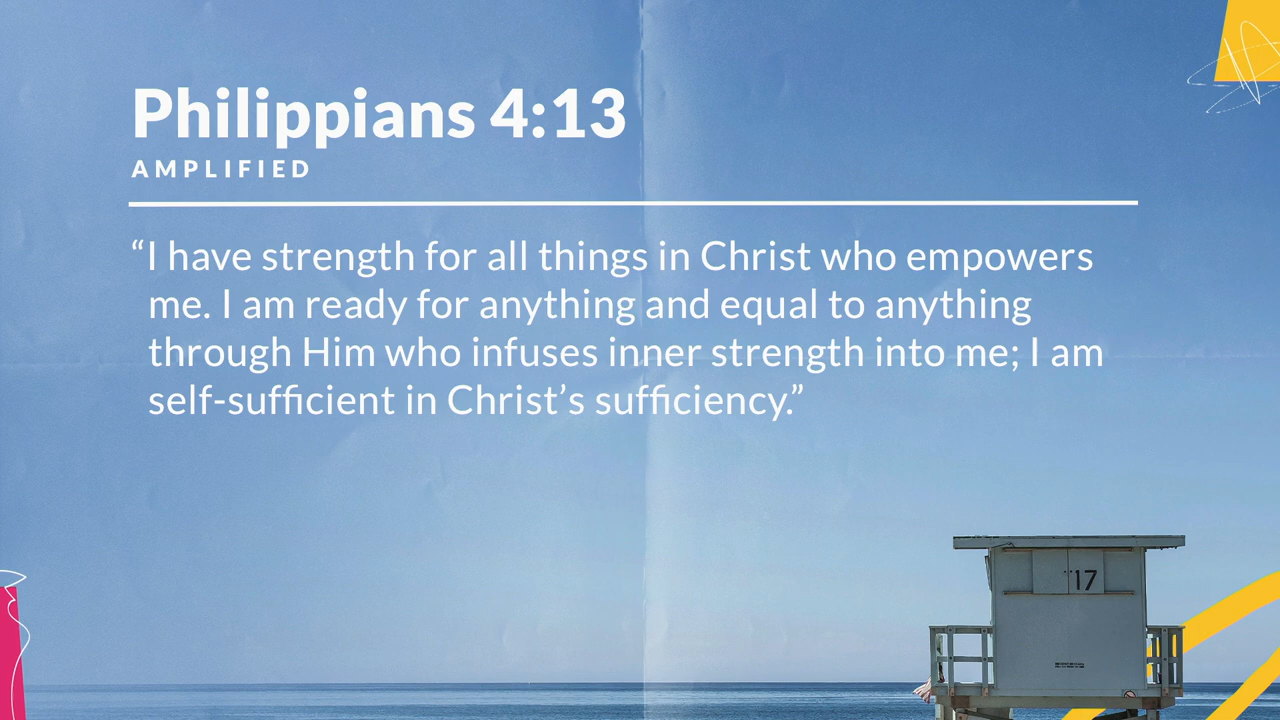 Philippians 4:13
AMPLIFIED
“I have strength for all things in Christ who empowers
me. I am ready for anything and equal to anything
through Him who infuses inner strength into me; I am
self-sufficient in Christ’s sufficiency.”
17